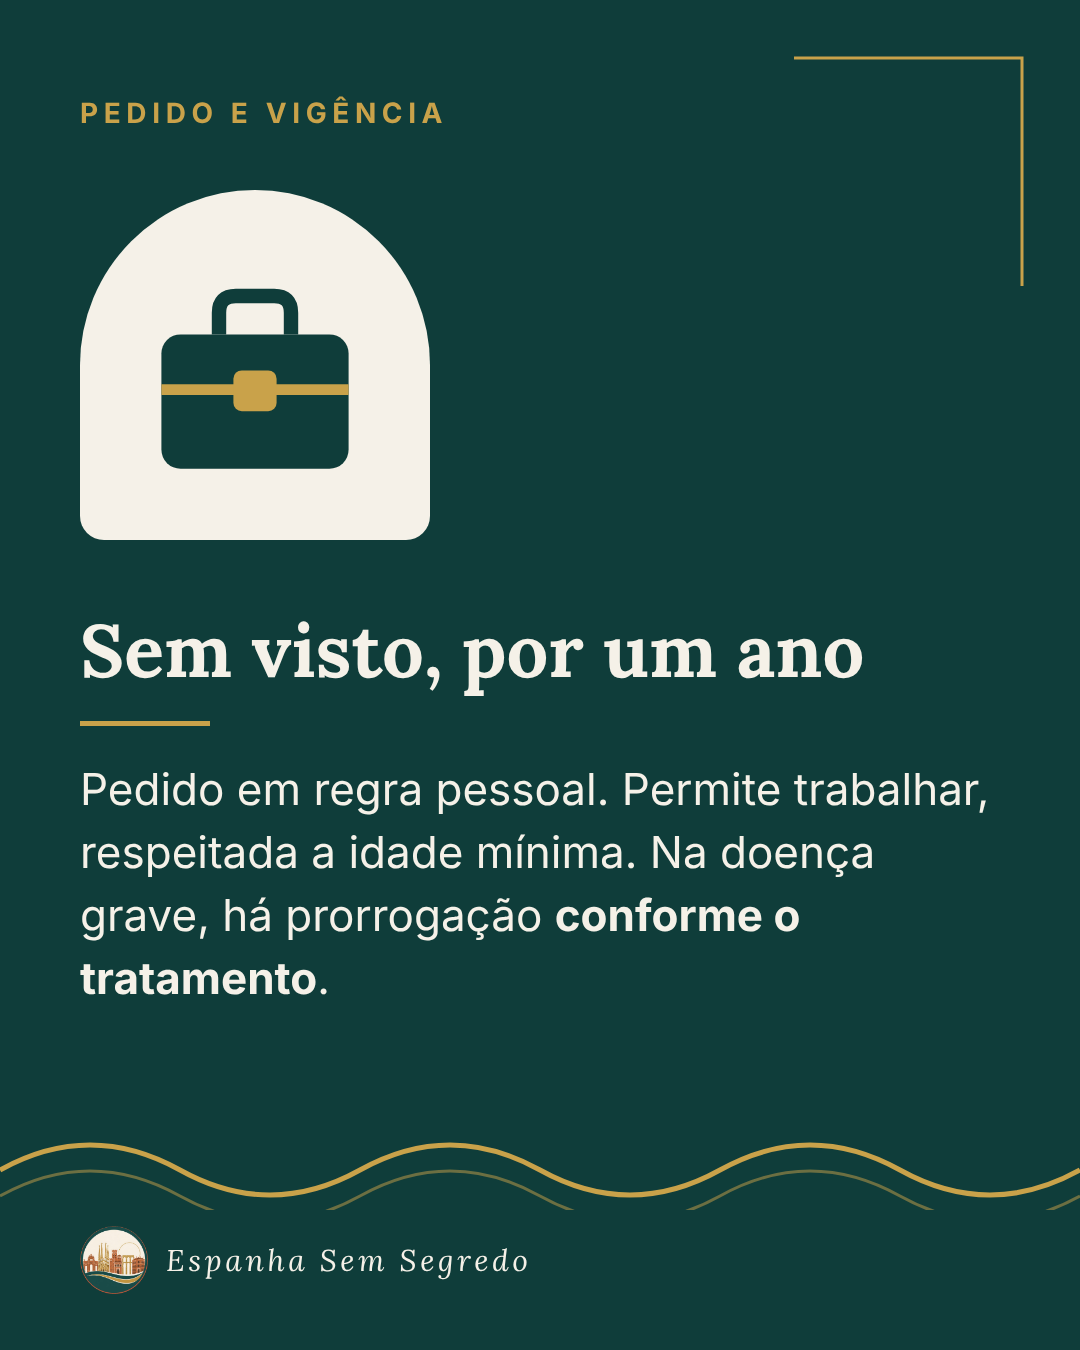 PEDIDO E VIGÊNCIA
Sem visto, por um ano
Pedido em regra pessoal. Permite trabalhar,
respeitada a idade mínima. Na doença
grave, há prorrogação conforme o
tratamento.
Espanha Sem Segredo